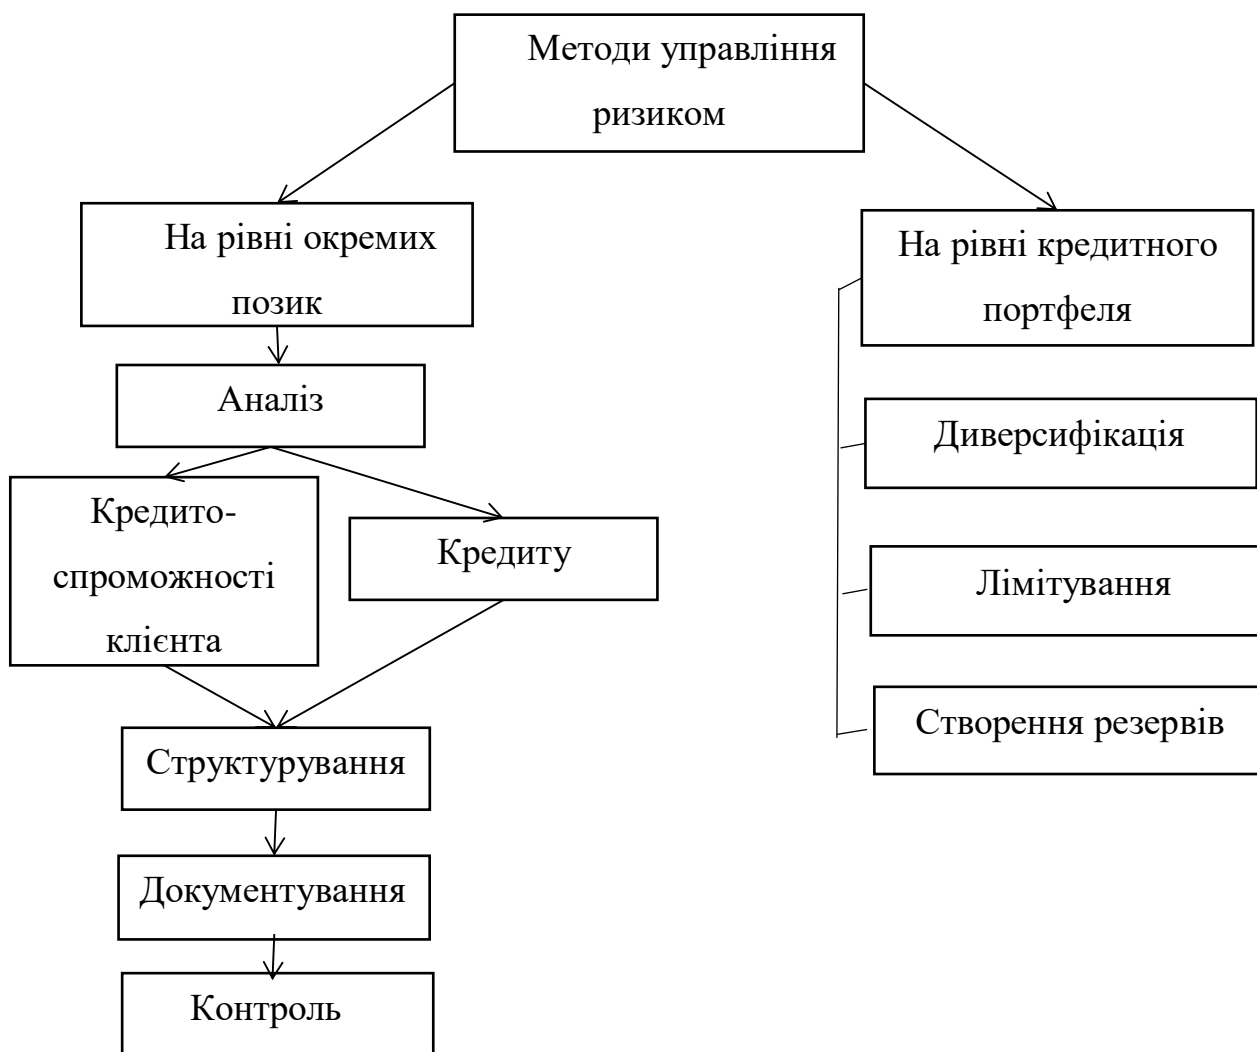 Методи управління
ризиком
На рівні окремих
позик
На рівні кредитного
портфеля
Аналіз
Кредито-
спроможності
клієнта
Кредиту
Структурування
Документування
Контроль
Диверсифікація
Лімітування
Створення резервів